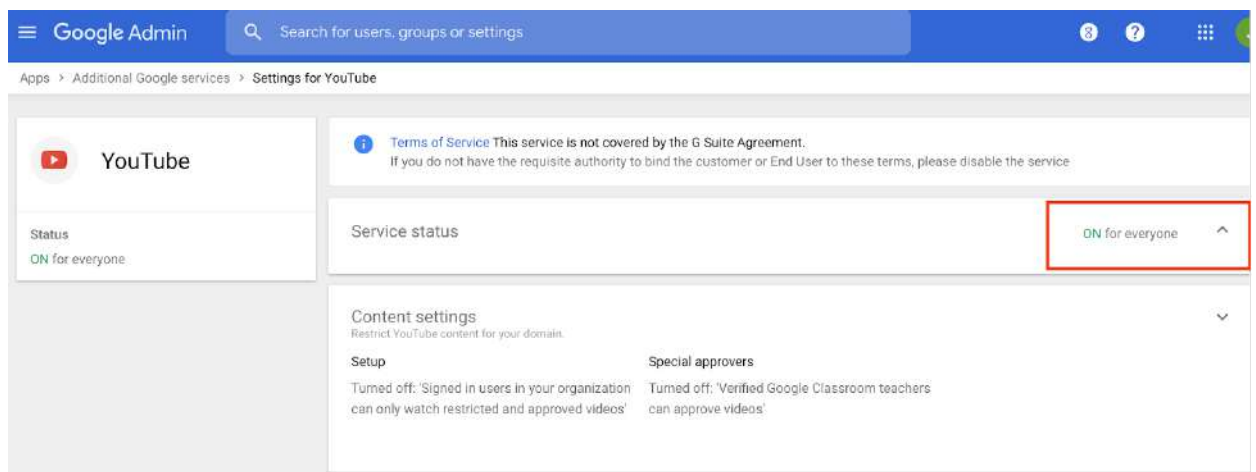 Google Admin
Search for users, groups or settings
Apps > Additional Google services > Settings for YouTube
YouTube
Status
ON for everyone
Terms of Service This service is not covered by the G Suite Agreement.
If you do not have the requisite authority to bind the customer or End User to these terms, please disable the service
Service status
ON for everyone
Content settings
Restrict YouTube content for your domain.
Setup
Turned off: 'Signed in users in your organization
can only watch restricted and approved videos'
Special approvers
Turned off: 'Verified Google Classroom teachers
can approve videos'